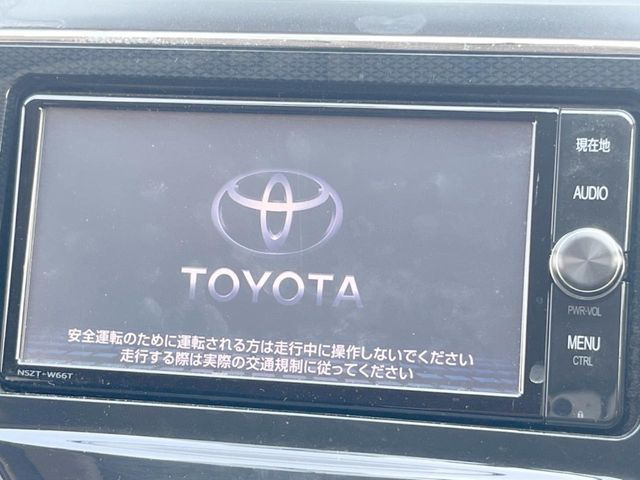 現在地
AUDIO
TOYOTA
PWR-VOL
安全運転のために運転される方は走行中に操作しないでください
走行する際は実際の交通規制に従ってください
MENU
CTRL
NSZT-W66T